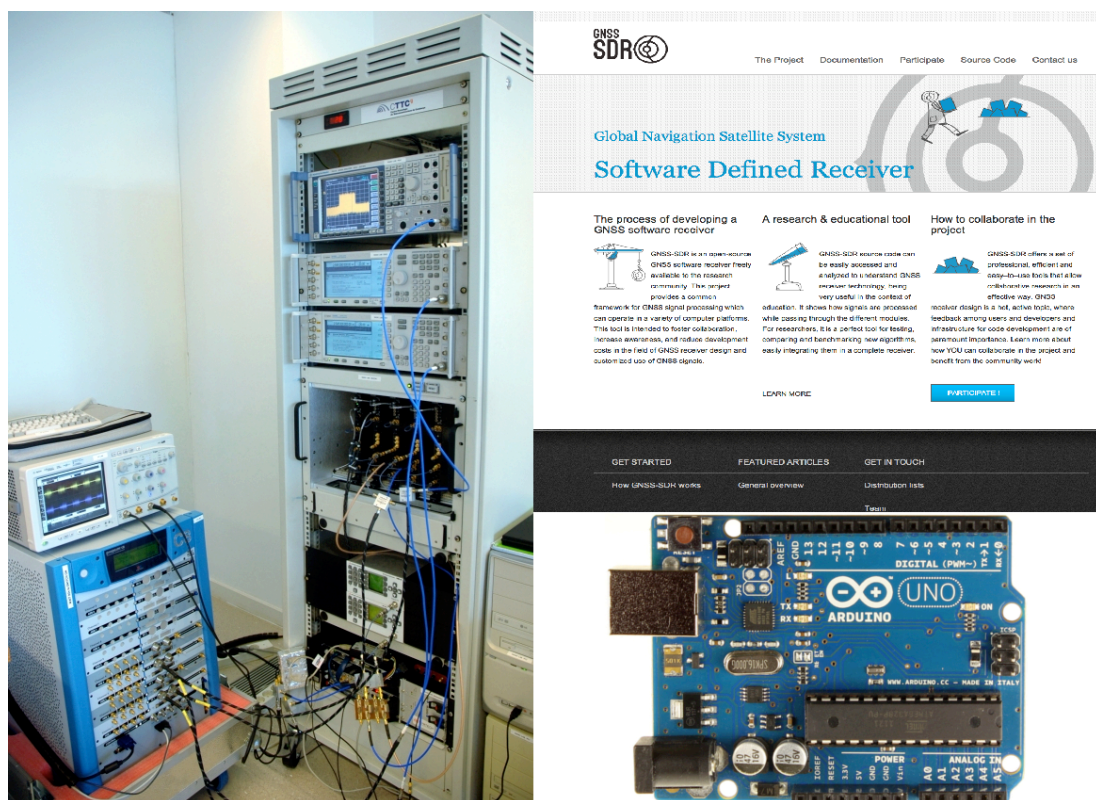 CTTC
GNSS
SDR
The Project
Documentation
Participate
Source Code
Contact us
Global Navigation Satellite System
Software Defined Receiver
The process of developing a
GNSS software receiver
GNSS-SDR is an open-source
GNSS software receiver freely
available to the research
community. This project
provides a common
framework for GNSS signal processing which
can operate in a variety of computer platforms.
This tool is intended to foster collaboration,
increase awareness, and reduce development
costs in the field of GNSS receiver design and
customized use of GNSS signals.
A research & educational tool
GNSS-SDR source code can
be easily accessed and
analyzed to understand GNSS
receiver technology, being
very useful in the context of
education. It shows how signals are processed
while passing through the different modules.
For researchers, it is a perfect tool for testing,
comparing and benchmarking new algorithms,
easily integrating them in a complete receiver.
LEARN MORE
How to collaborate in the
project
GNSS-SDR offers a set of
professional, efficient and
easy-to-use tools that allow
collaborative research in an
effective way. GNSS
receiver design is a hot, active topic, where
feedback among users and developers and
infrastructure for code development are of
paramount importance. Learn more about
how YOU can collaborate in the project and
benefit from the community work!
PARTICIPATE !
GET STARTED
How GNSS-SDR works
FEATURED ARTICLES
General overview
GET IN TOUCH
Distribution lists
Team
AREF
GND
13
12
~11
~10
~9
8
7
~6
~5
4
~3
2
TX→1
RX←0
DIGITAL (PWM~)
L
TX
RX
UNO
ARDUINO
ON
ICSP
SPK16.000G
WWW.ARDUINO.CC - MADE IN ITALY
47
16V
47
16V
POWER
ANALOG IN
IOREF
RESET
3.3V
5V
GND
GND
Vin
A0
A1
A2
A3
A4
A5